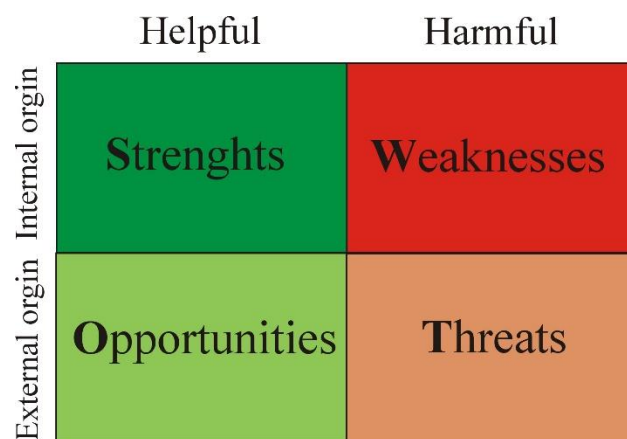 Helpful Harmful
Internal orgin
Strenghts Weaknesses
External orgin
Opportunities Threats